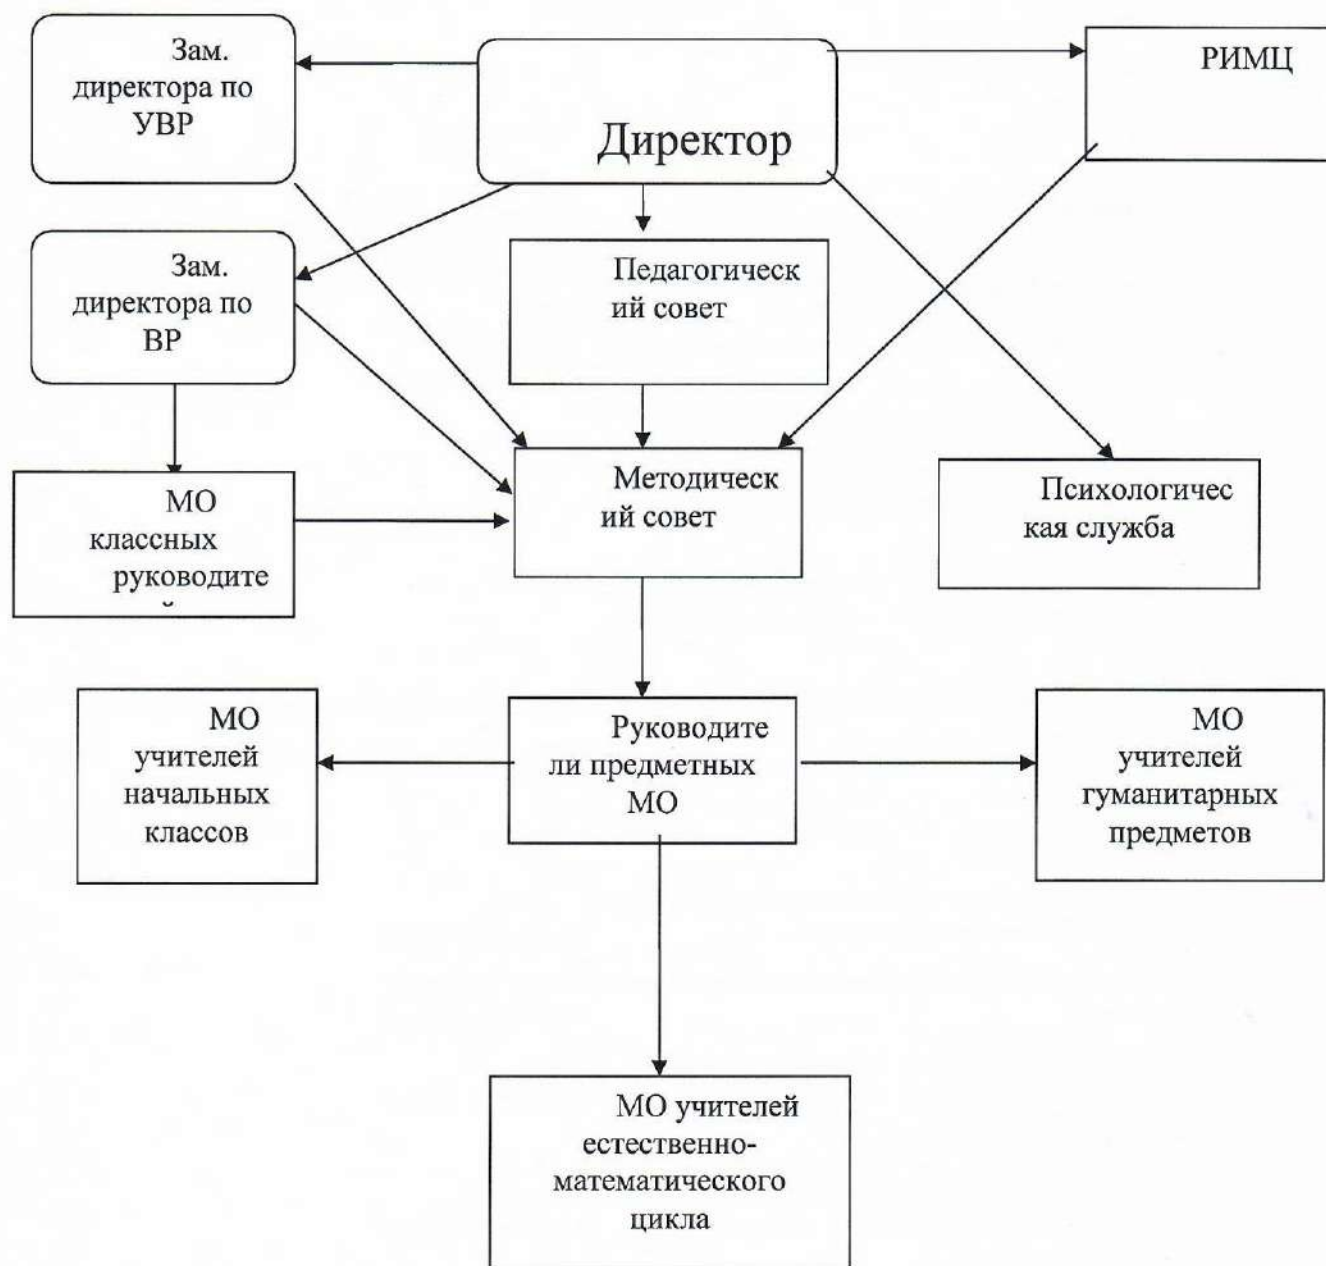 Зам.
директора по
УВР
Директор
РИМЦ
Зам.
директора по
ВР
Педагогическ
ий совет
МО
классных
руководите
Методическ
ий совет
Психологичес
кая служба
МО
учителей
начальных
классов
Руководите
ли предметных
МО
МО
учителей
гуманитарных
предметов
МО учителей
естественно-
математического
цикла